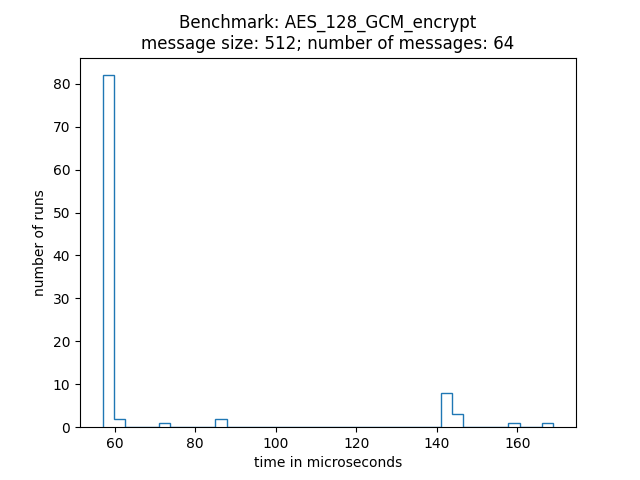 Benchmark: AES_128_GCM_encrypt
message size: 512; number of messages: 64
80
70
60
50
40
30
20
10
0
number of runs
60 80 100 120 140 160
time in microseconds